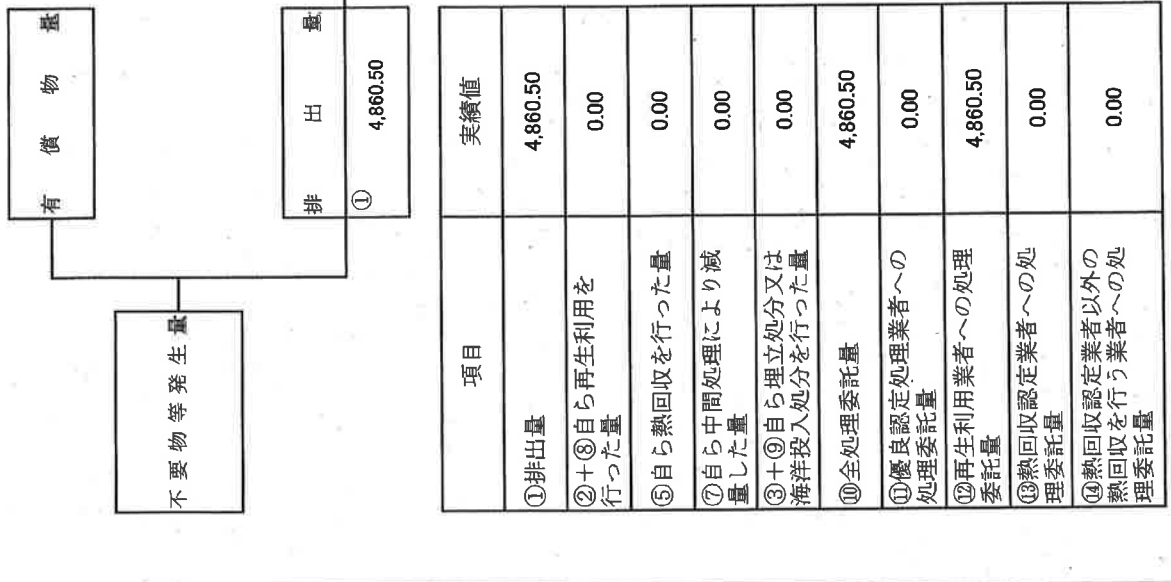 有償物量
不要物等発生量
排出量
①
4,860.50
項目
実績値
①排出量
4,860.50
②+⑧自ら再生利用を
行った量
0.00
⑤自ら熱回収を行った量
0.00
⑦自ら中間処理により減
量した量
0.00
③+⑨自ら埋立処分又は
海洋投入処分を行った量
0.00
⑩全処理委託量
4,860.50
⑪優良認定処理業者への
処理委託量
0.00
⑫再生利用業者への処理
委託量
4,860.50
⑬熱回収認定業者への処
理委託量
0.00
⑭熱回収認定業者以外の
熱回収を行う業者への処
理委託量
0.00